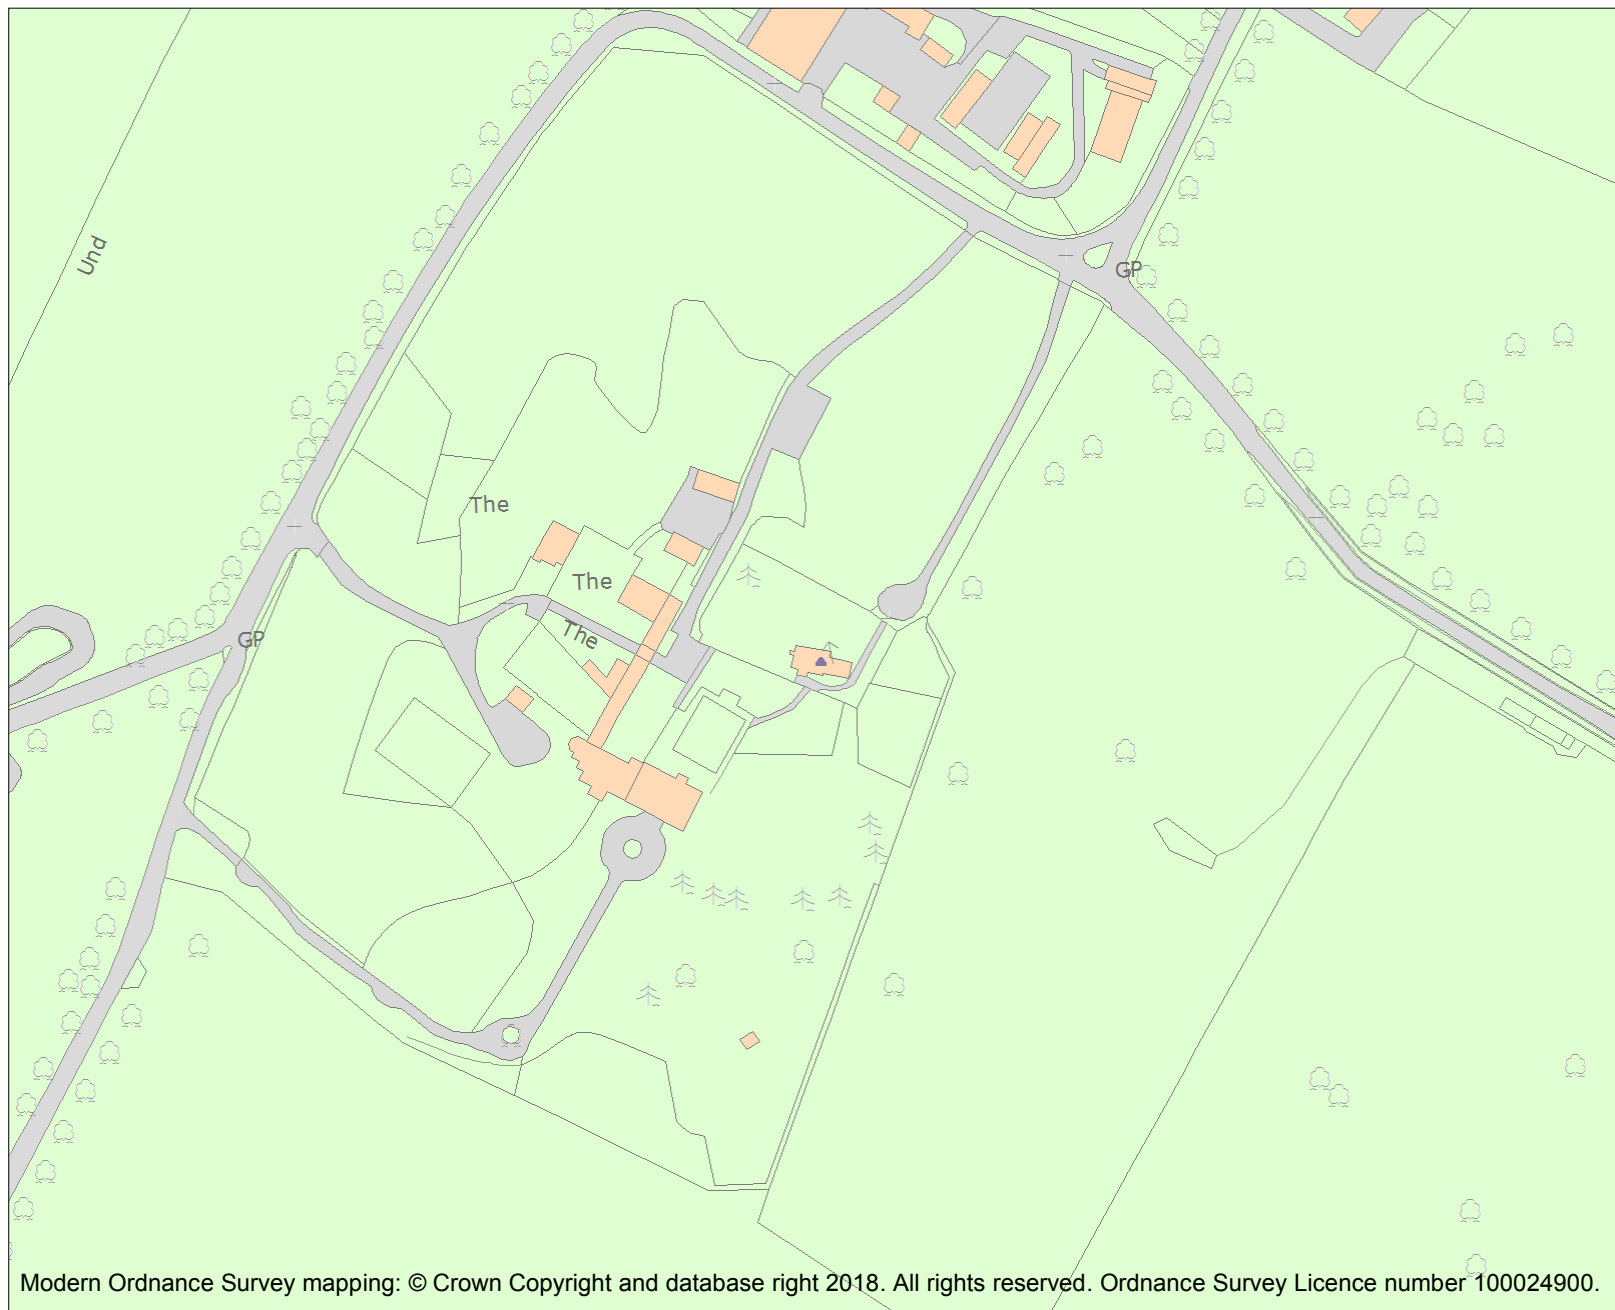 Und
GP
The
The
The
GP
Modern Ordnance Survey mapping: © Crown Copyright and database right 2018. All rights reserved. Ordnance Survey Licence number 100024900.